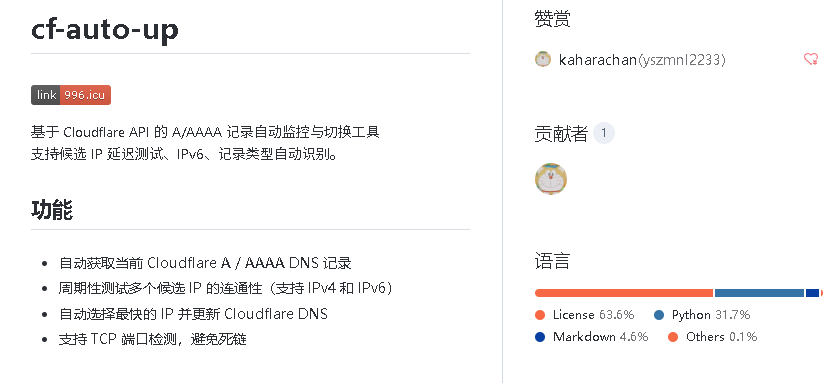 cf-auto-up
link 996.icu
基于 Cloudflare API 的 A/AAAA 记录自动监控与切换工具
支持候选 IP 延迟测试、IPv6、记录类型自动识别。
功能
自动获取当前 Cloudflare A / AAAA DNS 记录
周期性测试多个候选 IP 的连通性（支持 IPv4 和 IPv6）
自动选择最快的 IP 并更新 Cloudflare DNS
支持 TCP 端口检测，避免死链
赞赏
kaharachan(yszmnl2233)
贡献者 1
语言
License 63.6% Python 31.7%
Markdown 4.6% Others 0.1%